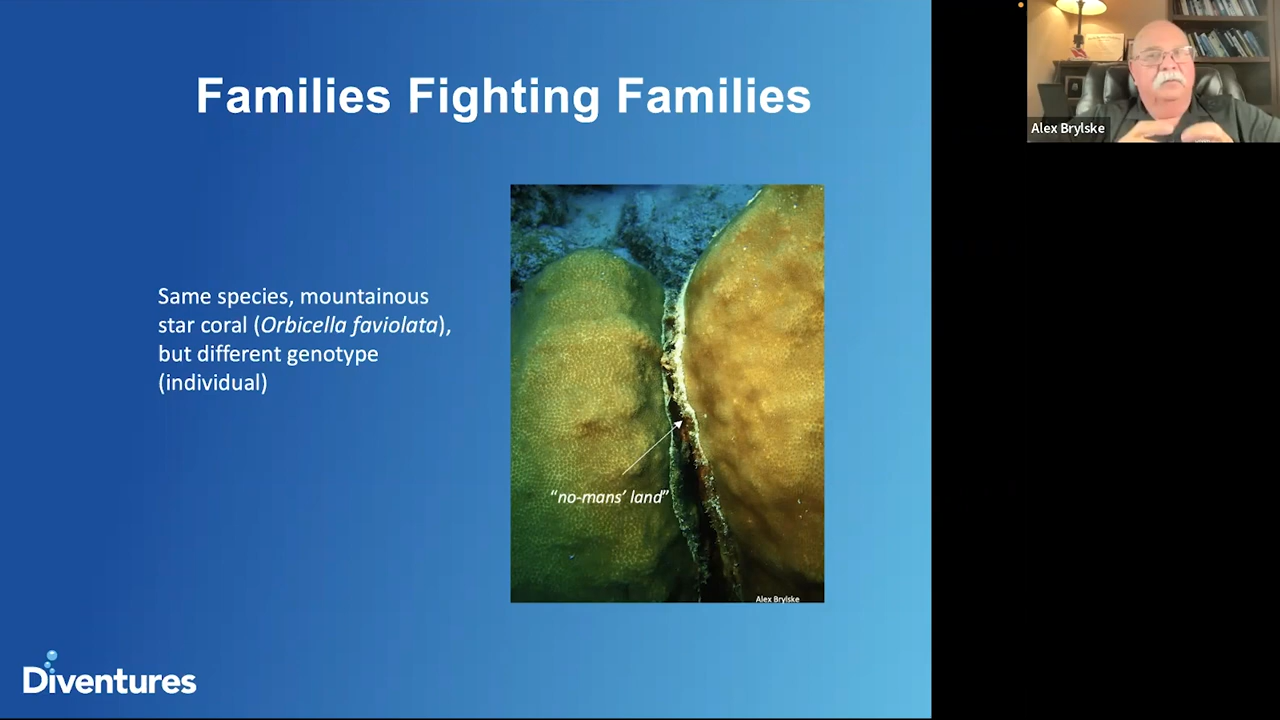 Families Fighting Families
Alex Brylske
Same species, mountainous
star coral (Orbicella faviolata),
but different genotype
(individual)
“no-mans’ land”
Alex Brylske
Diventures